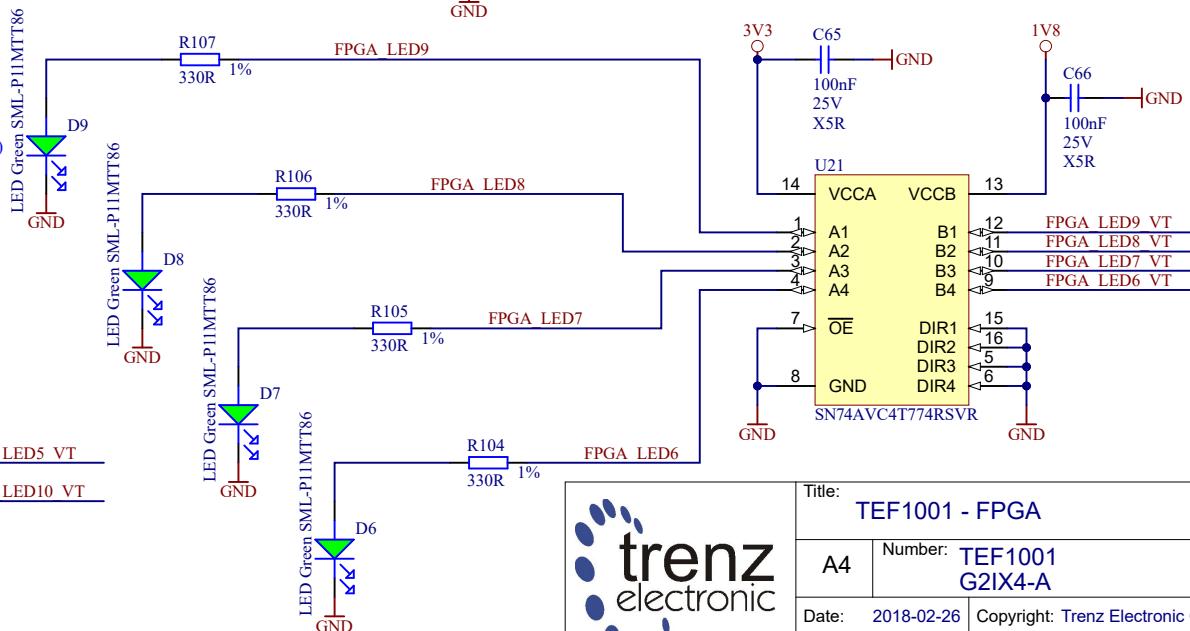 GND
LED Green SML-P11MTT86
D9
GND
R107
330R
1%
FPGA_LED9
LED Green SML-P11MTT86
D8
GND
R106
330R
1%
FPGA_LED8
LED Green SML-P11MTT86
D7
GND
R105
330R
1%
FPGA_LED7
LED Green SML-P11MTT86
D6
GND
R104
330R
1%
FPGA_LED6
LED5_VT
LED10_VT
3V3
C65
GND
100nF
25V
X5R
1V8
C66
GND
100nF
25V
X5R
U21
14 VCCA VCCB 13
1 A1 B1 12 FPGA_LED9_VT
2 A2 B2 11 FPGA_LED8_VT
3 A3 B3 10 FPGA_LED7_VT
4 A4 B4 9 FPGA_LED6_VT
7 OE DIR1 15
DIR2 16
DIR3 5
8 GND DIR4 6
SN74AVC4T774RSVR
GND
GND
trenz
electronic
Title:
TEF1001 - FPGA
A4
Number: TEF1001
G2IX4-A
Date: 2018-02-26
Copyright: Trenz Electronic